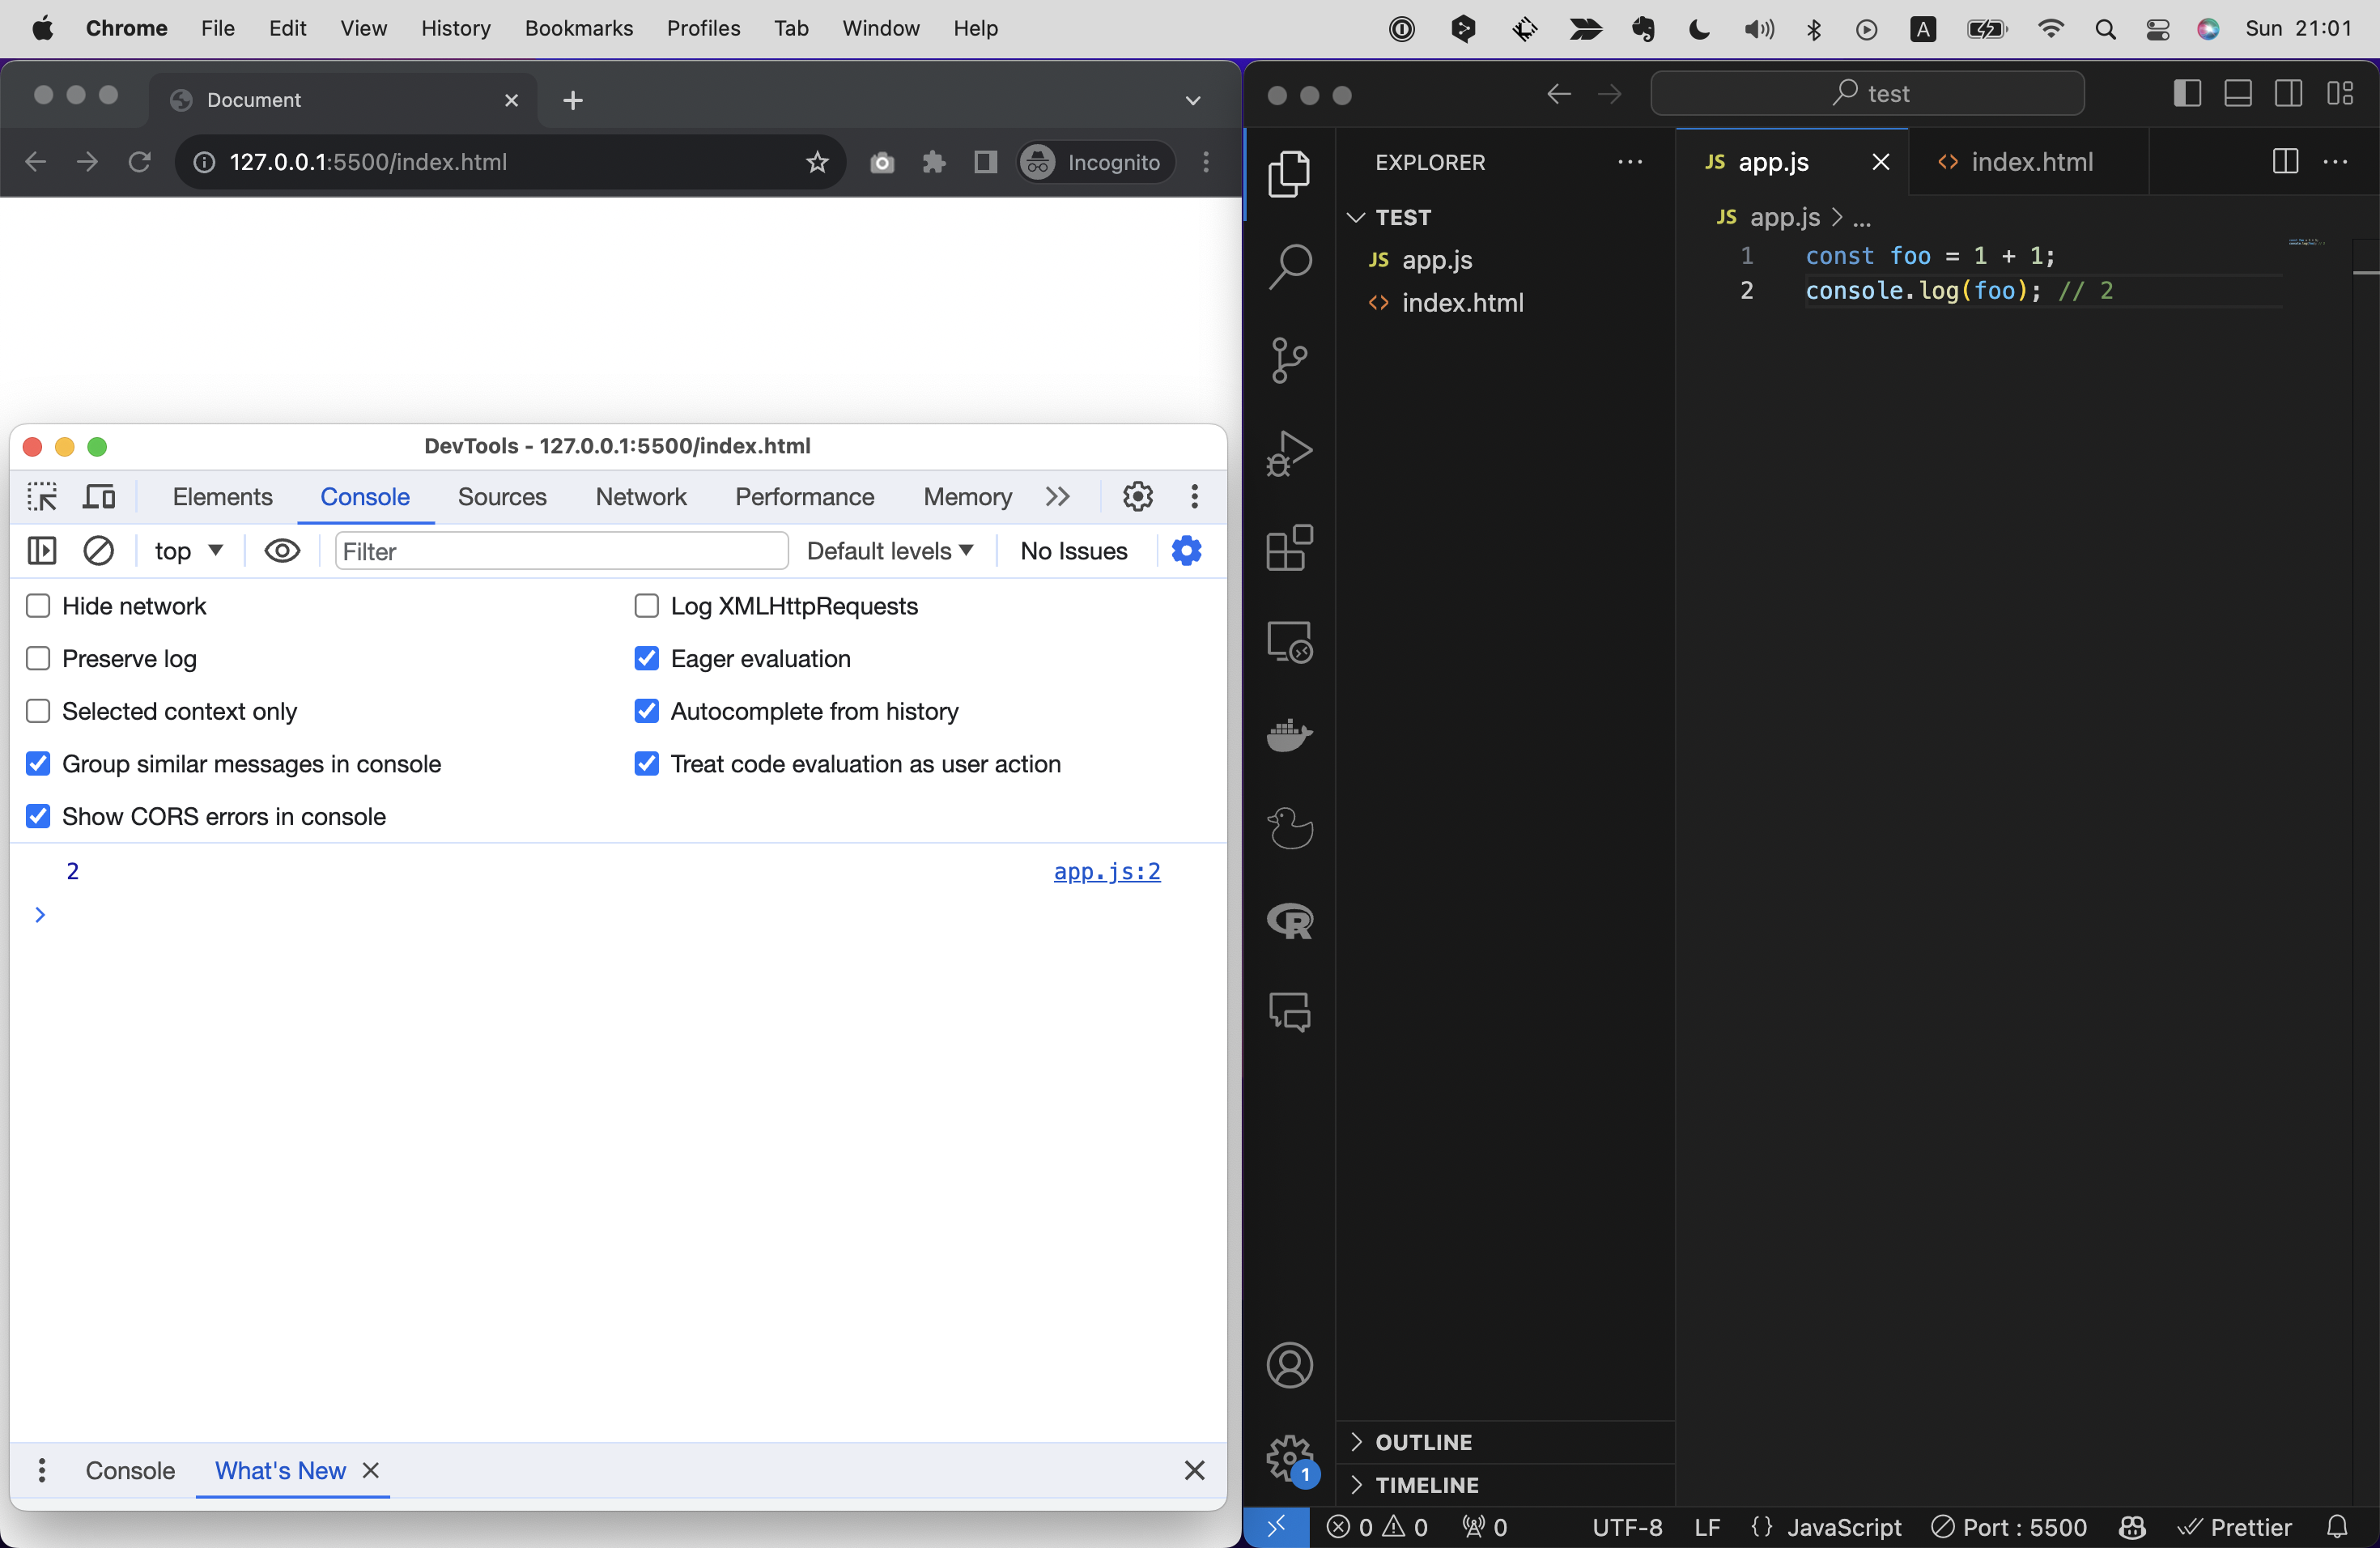 Chrome File Edit View History Bookmarks Profiles Tab Window Help A Sun 21:01
Document
127.0.0.1:5500/index.html Incognito
DevTools - 127.0.0.1:5500/index.html
Elements Console Sources Network Performance Memory
top Filter Default levels No Issues
Hide network
Log XMLHttpRequests
Preserve log
Eager evaluation
Selected context only
Autocomplete from history
Group similar messages in console
Treat code evaluation as user action
Show CORS errors in console
2 app.js:2
>
Console What's New
test
EXPLORER ···
TEST
JS app.js
<> index.html
OUTLINE
TIMELINE
R
1
JS app.js <> index.html ···
JS app.js > ...
1 const foo = 1 + 1;
2 console.log(foo); // 2
0 0 0 UTF-8 LF {} JavaScript Port : 5500 Prettier